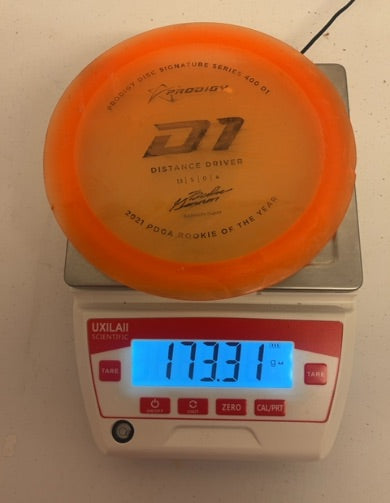 PRODIGY DISC SIGNATURE SERIES 400 D1
PRODIGY
D1
DISTANCE DRIVER
2021 PDGA ROOKIE OF THE YEAR
UXILAII
SCIENTIFIC
173.31
g
TARE
TARE
ON/OFF
UNIT
ZERO
CAL/PRT